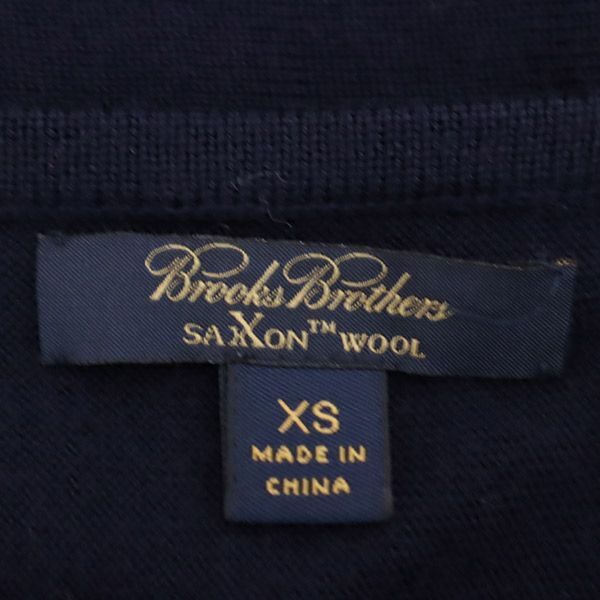 Brooks Brothers
SAXXON™ WOOL
XS
MADE IN
CHINA